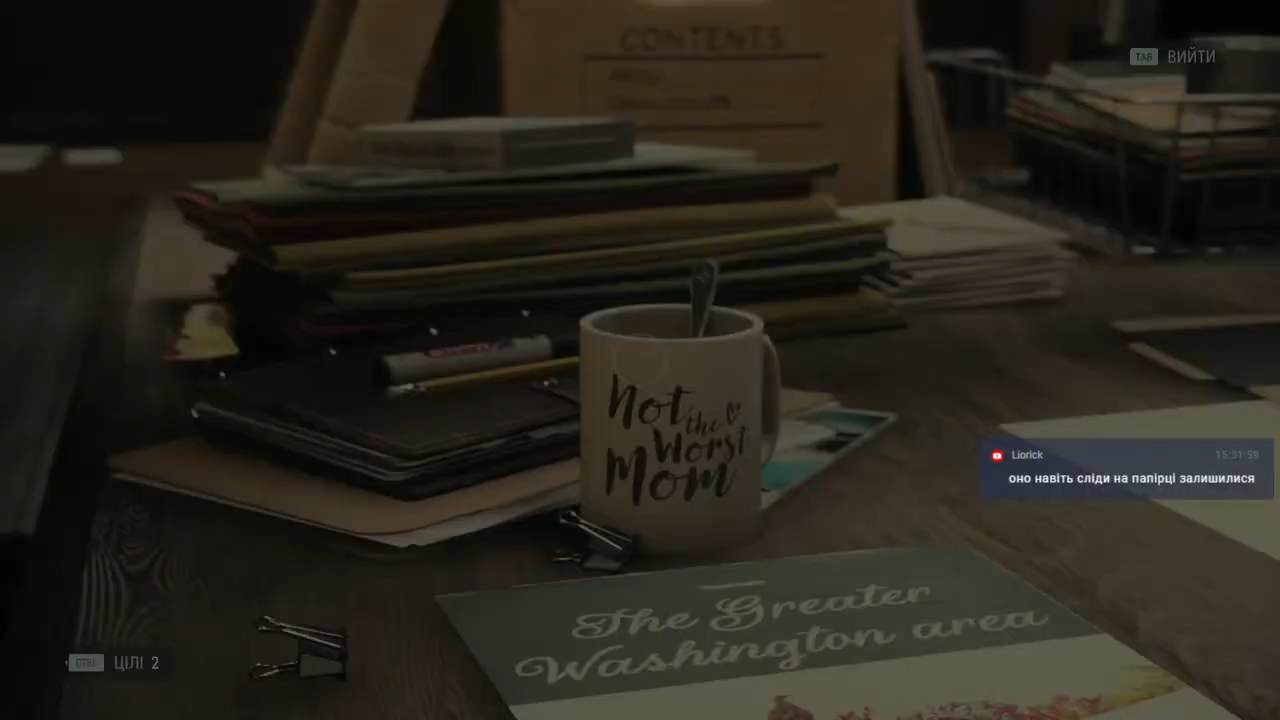 CONTENTS
TAB ВИЙТИ
Not
the
Worst
Mom
Liorick 15:31 59
оно навіть сліди на папірці залишилися
The Greater
Washington area
CTRL ЦІЛІ 2